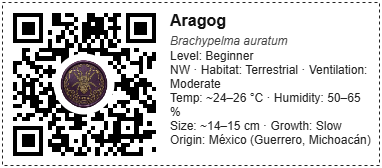 Aragog
Brachypelma auratum
Level: Beginner
NW · Habitat: Terrestrial · Ventilation:
Moderate
Temp: ~24–26 °C · Humidity: 50–65
%
Size: ~14–15 cm · Growth: Slow
Origin: México (Guerrero, Michoacán)